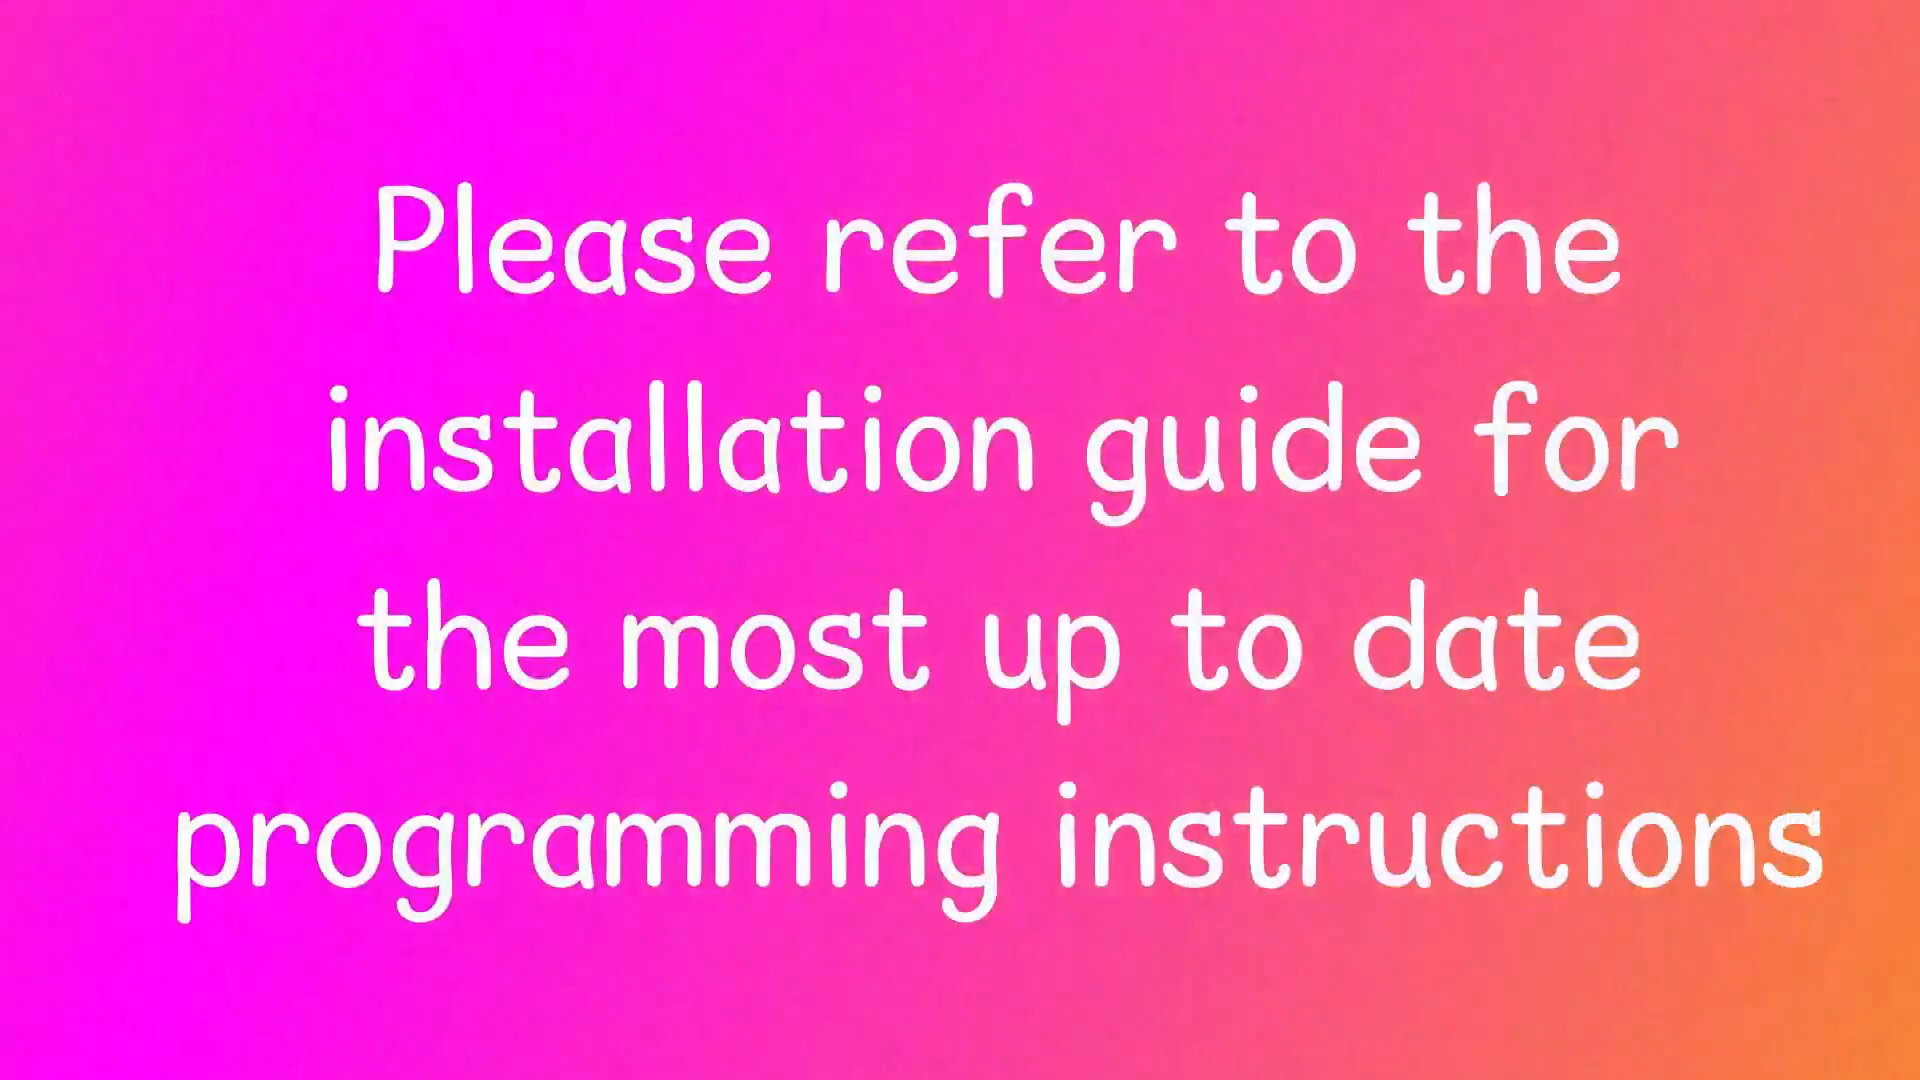 Please refer to the
installation guide for
the most up to date
programming instructions